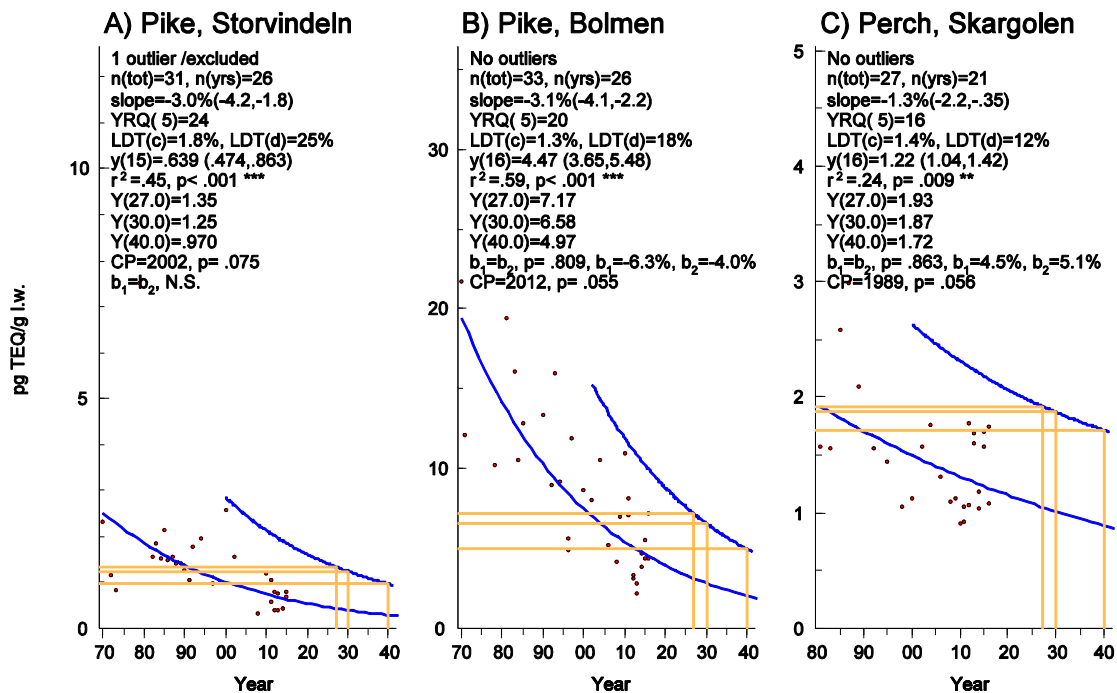 A) Pike, Storvindeln
1 outlier /excluded
n(tot)=31, n(yrs)=26
slope=-3.0%(-4.2,-1.8)
YRQ( 5)=24
LDT(c)=1.8%, LDT(d)=25%
y(15)=.639 (.474,.863)
r²=.45, p< .001 ***
Y(27.0)=1.35
Y(30.0)=1.25
Y(40.0)=.970
CP=2002, p= .075
b₁=b₂, N.S.
pg TEQ/g l.w.
10
5
0
70 80 90 00 10 20 30 40
Year
B) Pike, Bolmen
No outliers
n(tot)=33, n(yrs)=26
slope=-3.1%(-4.1,-2.2)
YRQ( 5)=20
LDT(c)=1.3%, LDT(d)=18%
y(16)=4.47 (3.65,5.48)
r²=.59, p< .001 ***
Y(27.0)=7.17
Y(30.0)=6.58
Y(40.0)=4.97
b₁=b₂, p= .809, b₁=-6.3%, b₂=-4.0%
CP=2012, p= .055
30
20
10
0
70 80 90 00 10 20 30 40
Year
C) Perch, Skargolen
No outliers
n(tot)=27, n(yrs)=21
slope=-1.3%(-2.2,-.35)
YRQ( 5)=16
LDT(c)=1.4%, LDT(d)=12%
y(16)=1.22 (1.04,1.42)
r²=.24, p= .009 **
Y(27.0)=1.93
Y(30.0)=1.87
Y(40.0)=1.72
b₁=b₂, p= .863, b₁=4.5%, b₂=5.1%
CP=1989, p= .056
5
4
3
2
1
0
80 90 00 10 20 30 40
Year